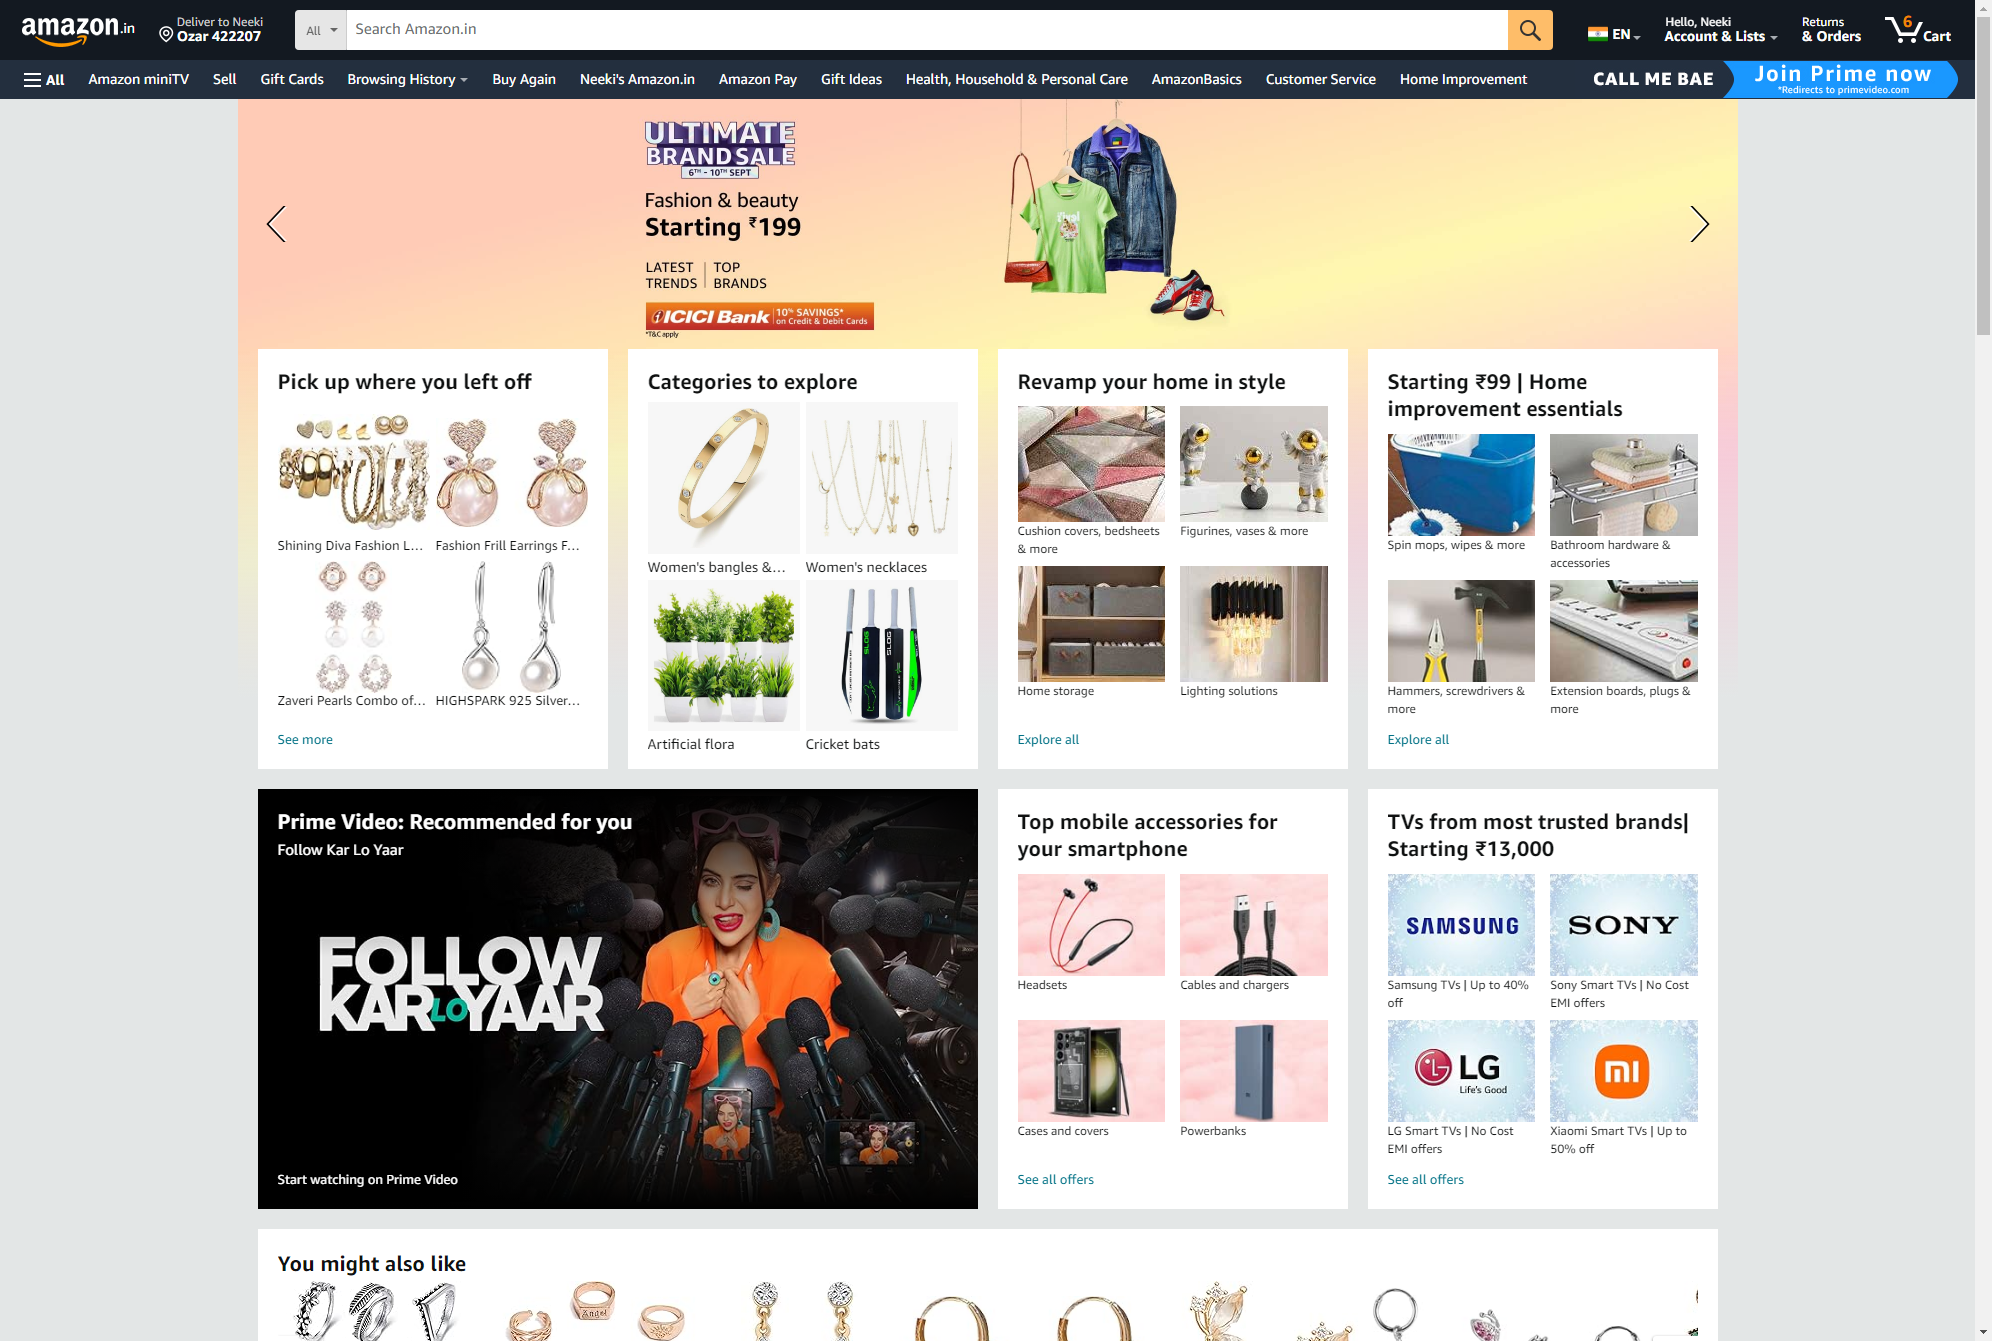 amazon.in
Deliver to Neeki
Ozar 422207
All
Search Amazon.in
EN
Hello, Neeki
Account & Lists
Returns
& Orders
6
Cart
All
Amazon miniTV
Sell
Gift Cards
Browsing History
Buy Again
Neeki's Amazon.in
Amazon Pay
Gift Ideas
Health, Household & Personal Care
AmazonBasics
Customer Service
Home Improvement
CALL ME BAE
Join Prime now
*Redirects to primevideo.com
ULTIMATE
BRAND SALE
6TH - 10TH SEPT
Fashion & beauty
Starting ₹199
LATEST TRENDS | TOP BRANDS
ICICI Bank
10% SAVINGS*
on Credit & Debit Cards
*T&C apply
Pick up where you left off
Shining Diva Fashion L...
Fashion Frill Earrings F...
Zaveri Pearls Combo of...
HIGHSPARK 925 Silver...
See more
Categories to explore
Women's bangles &...
Women's necklaces
SLOG
SLOG
Artificial flora
Cricket bats
Revamp your home in style
Cushion covers, bedsheets
& more
Figurines, vases & more
Home storage
Lighting solutions
Explore all
Starting ₹99 | Home
improvement essentials
Spin mops, wipes & more
Bathroom hardware &
accessories
Hammers, screwdrivers &
more
Extension boards, plugs &
more
Explore all
Prime Video: Recommended for you
Follow Kar Lo Yaar
FOLLOW
KAR LO YAAR
Start watching on Prime Video
Top mobile accessories for
your smartphone
Headsets
Cables and chargers
Cases and covers
Powerbanks
See all offers
TVs from most trusted brands|
Starting ₹13,000
SAMSUNG
SONY
Samsung TVs | Up to 40%
off
Sony Smart TVs | No Cost
EMI offers
LG
Life's Good
mi
LG Smart TVs | No Cost
EMI offers
Xiaomi Smart TVs | Up to
50% off
See all offers
You might also like
Angel